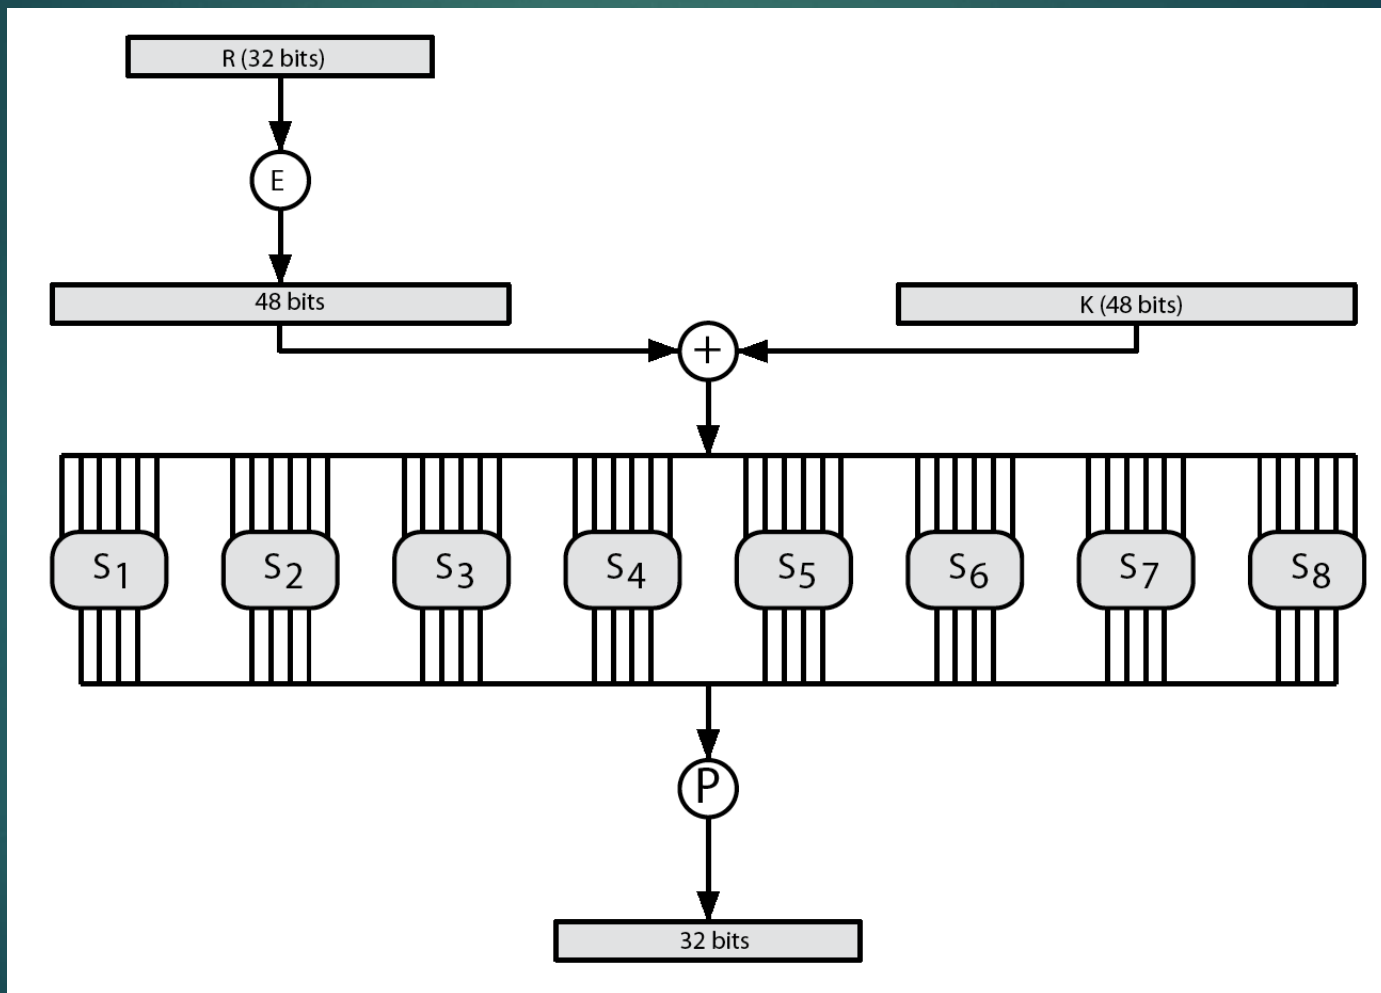 R (32 bits)
E
48 bits
K (48 bits)
+
S1 S2 S3 S4 S5 S6 S7 S8
P
32 bits